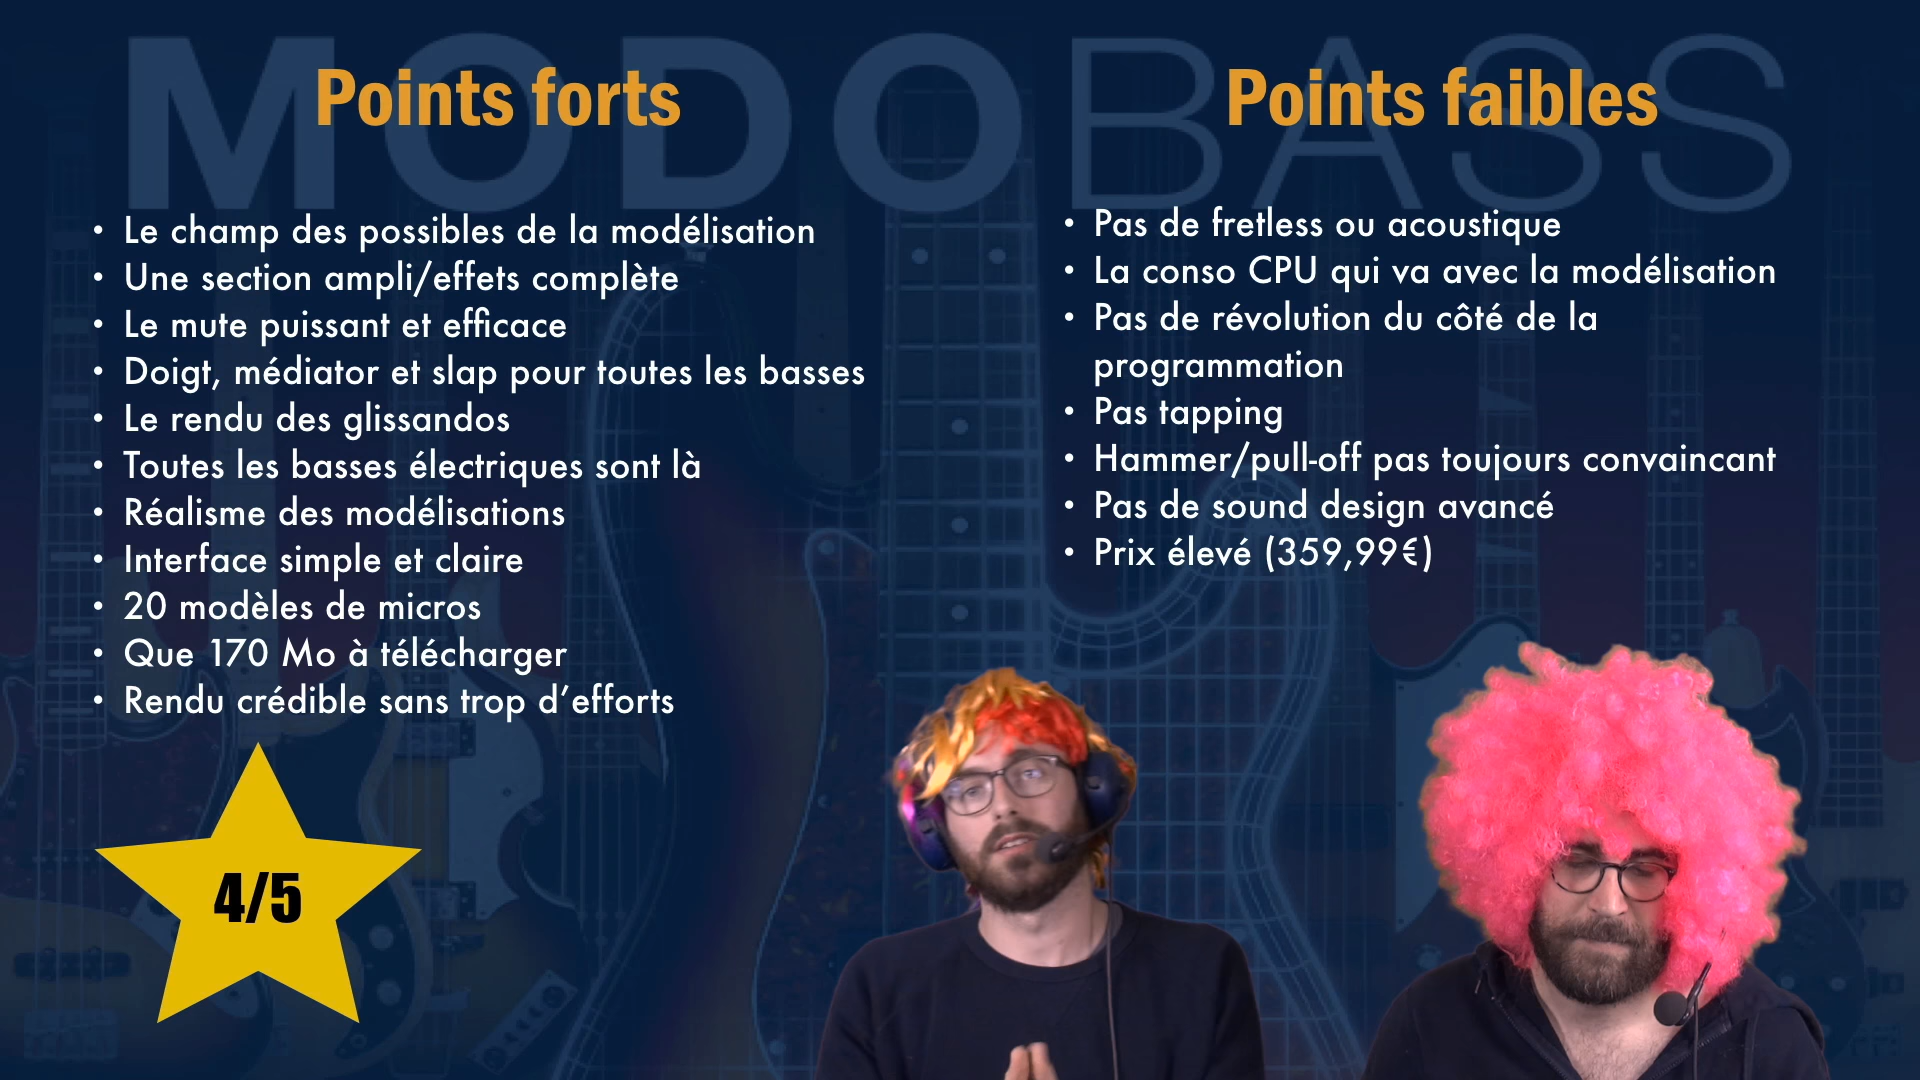 MODOBASS
Points forts
• Le champ des possibles de la modélisation
• Une section ampli/effets complète
• Le mute puissant et efficace
• Doigt, médiator et slap pour toutes les basses
• Le rendu des glissandos
• Toutes les basses électriques sont là
• Réalisme des modélisations
• Interface simple et claire
• 20 modèles de micros
• Que 170 Mo à télécharger
• Rendu crédible sans trop d’efforts
4/5
Points faibles
• Pas de fretless ou acoustique
• La conso CPU qui va avec la modélisation
• Pas de révolution du côté de la
programmation
• Pas tapping
• Hammer/pull-off pas toujours convaincant
• Pas de sound design avancé
• Prix élevé (359,99€)